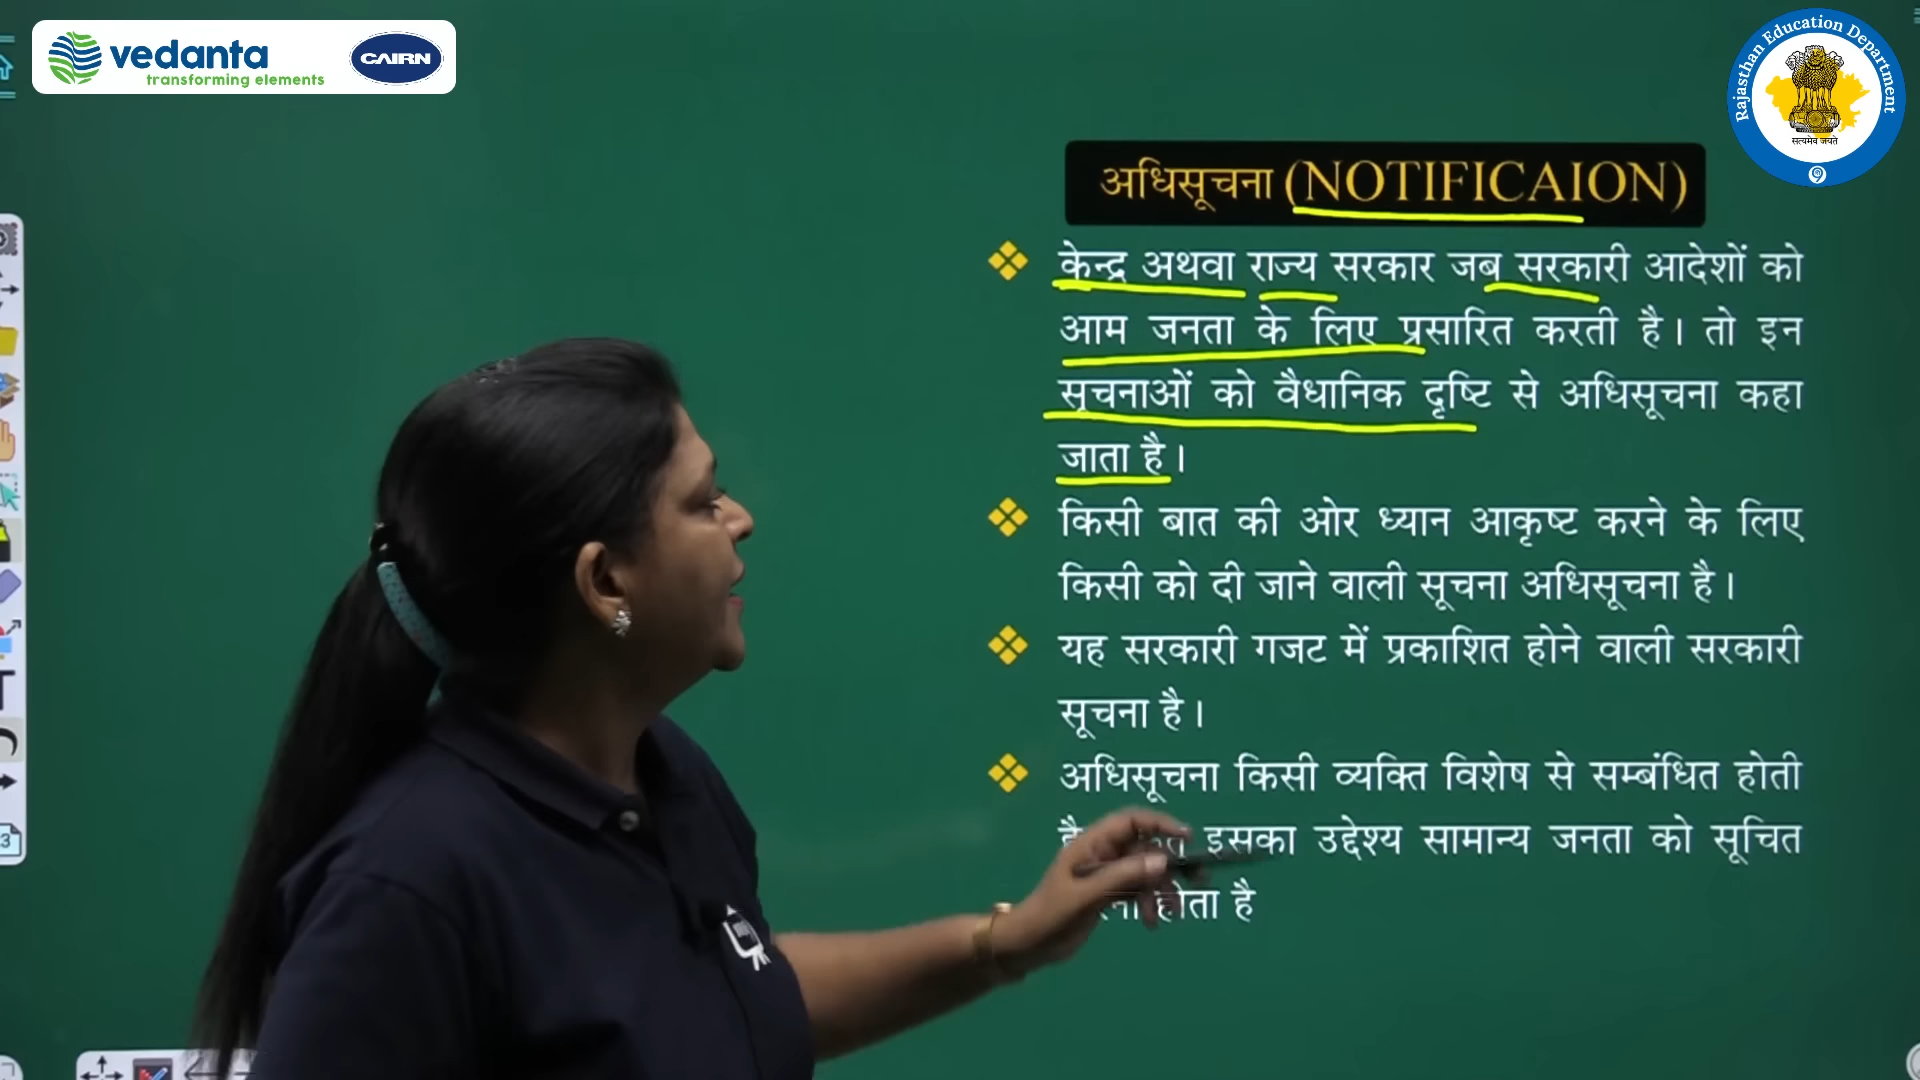 vedanta
transforming elements
CAIRN
Rajasthan Education Department
सत्यमेव जयते
अधिसूचना (NOTIFICAION)
केन्द्र अथवा राज्य सरकार जब सरकारी आदेशों को
आम जनता के लिए प्रसारित करती है। तो इन
सूचनाओं को वैधानिक दृष्टि से अधिसूचना कहा
जाता है।
किसी बात की ओर ध्यान आकृष्ट करने के लिए
किसी को दी जाने वाली सूचना अधिसूचना है।
यह सरकारी गजट में प्रकाशित होने वाली सरकारी
सूचना है।
अधिसूचना किसी व्यक्ति विशेष से सम्बंधित होती
इसका उद्देश्य सामान्य जनता को सूचित
होता है